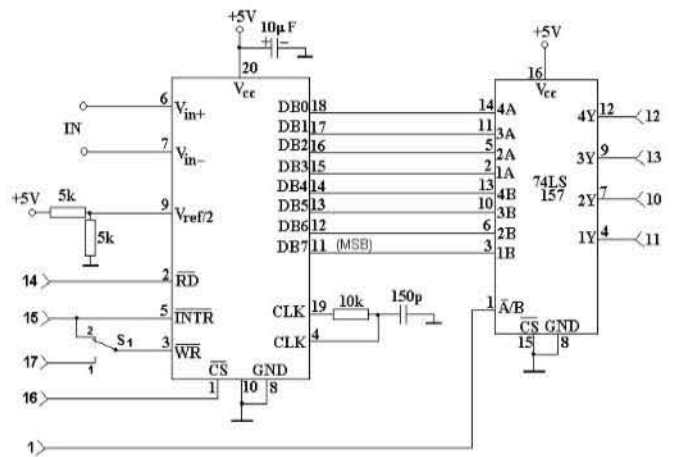 +5V
10µF
+ −
+5V
20
Vcc
16
Vcc
6
Vin+
IN
7
Vin−
DB0 18
DB1 17
DB2 16
DB3 15
DB4 14
DB5 13
DB6 12
DB7 11 (MSB)
14 4A
11 3A
5 2A
2 1A
13 4B
10 3B
6 2B
3 1B
74LS
157
4Y 12
12
3Y 9
13
2Y 7
10
1Y 4
11
+5V
5k
9
Vref/2
5k
14
2
RD
15
5
INTR
2
S1
3
WR
17
1
16
CS
1
GND
10
8
CLK 19
10k
150p
CLK 4
1
A/B
CS
GND
15
8
1